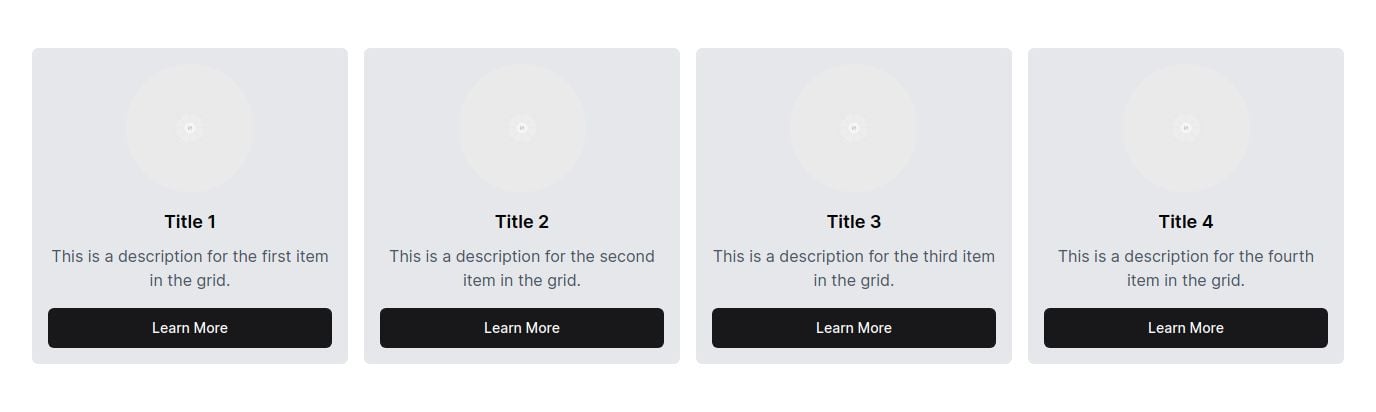 Title 1
This is a description for the first item
in the grid.
Learn More
Title 2
This is a description for the second
item in the grid.
Learn More
Title 3
This is a description for the third item
in the grid.
Learn More
Title 4
This is a description for the fourth
item in the grid.
Learn More